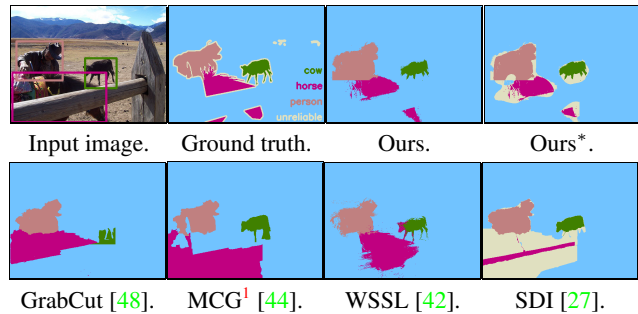 cow
horse
person
unreliable
Input image. Ground truth. Ours. Ours*.
GrabCut [48]. MCG1 [44]. WSSL [42]. SDI [27].